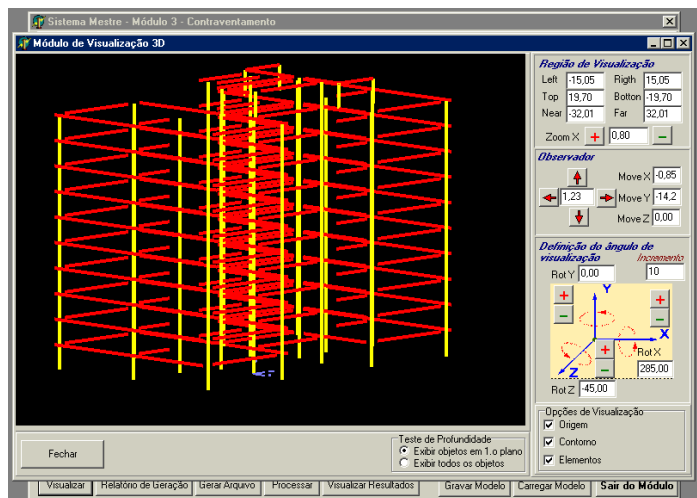 Sistema Mestre - Módulo 3 - Contraventamento
Módulo de Visualização 3D
Região de Visualização
Left -15,05 Rigth 15,05
Top 19,70 Botton -19,70
Near -32,01 Far 32,01
Zoom X + 0,80 −
Observador
Move X -0,85
1,23 Move Y -14,2
Move Z 0,00
Definição do ângulo de
visualização Incremento
Rot Y 0,00 10
Y
X
Z
Rot X
285,00
Rot Z -45,00
Opções de Visualização
Origem
Contorno
Elementos
Teste de Profundidade
Exibir objetos em 1.o plano
Exibir todos os objetos
Fechar
Visualizar Relatório de Geração Gerar Arquivo Processar Visualizar Resultados Gravar Modelo Carregar Modelo Sair do Módulo